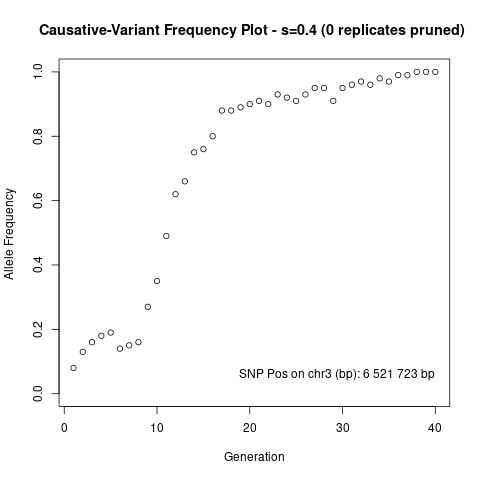 Causative-Variant Frequency Plot - s=0.4 (0 replicates pruned)
Allele Frequency
1.0
0.8
0.6
0.4
0.2
0.0
SNP Pos on chr3 (bp): 6 521 723 bp
0 10 20 30 40
Generation